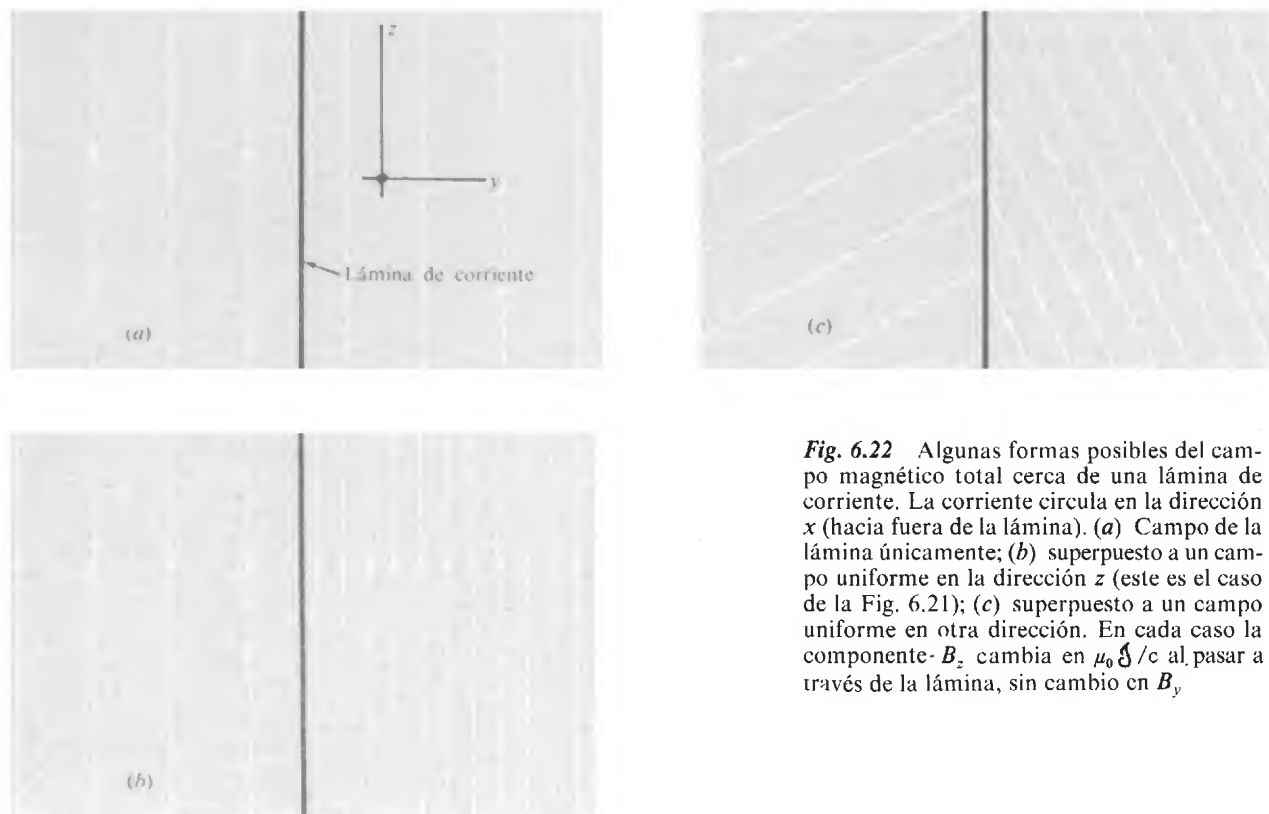 z
y
Lámina de corriente
(a)
(c)
(b)
Fig. 6.22 Algunas formas posibles del cam-
po magnético total cerca de una lámina de
corriente. La corriente circula en la dirección
x (hacia fuera de la lámina). (a) Campo de la
lámina únicamente; (b) superpuesto a un cam-
po uniforme en la dirección z (este es el caso
de la Fig. 6.21); (c) superpuesto a un campo
uniforme en otra dirección. En cada caso la
componente B_z cambia en μ₀𝒥/c al pasar a
través de la lámina, sin cambio en B_y